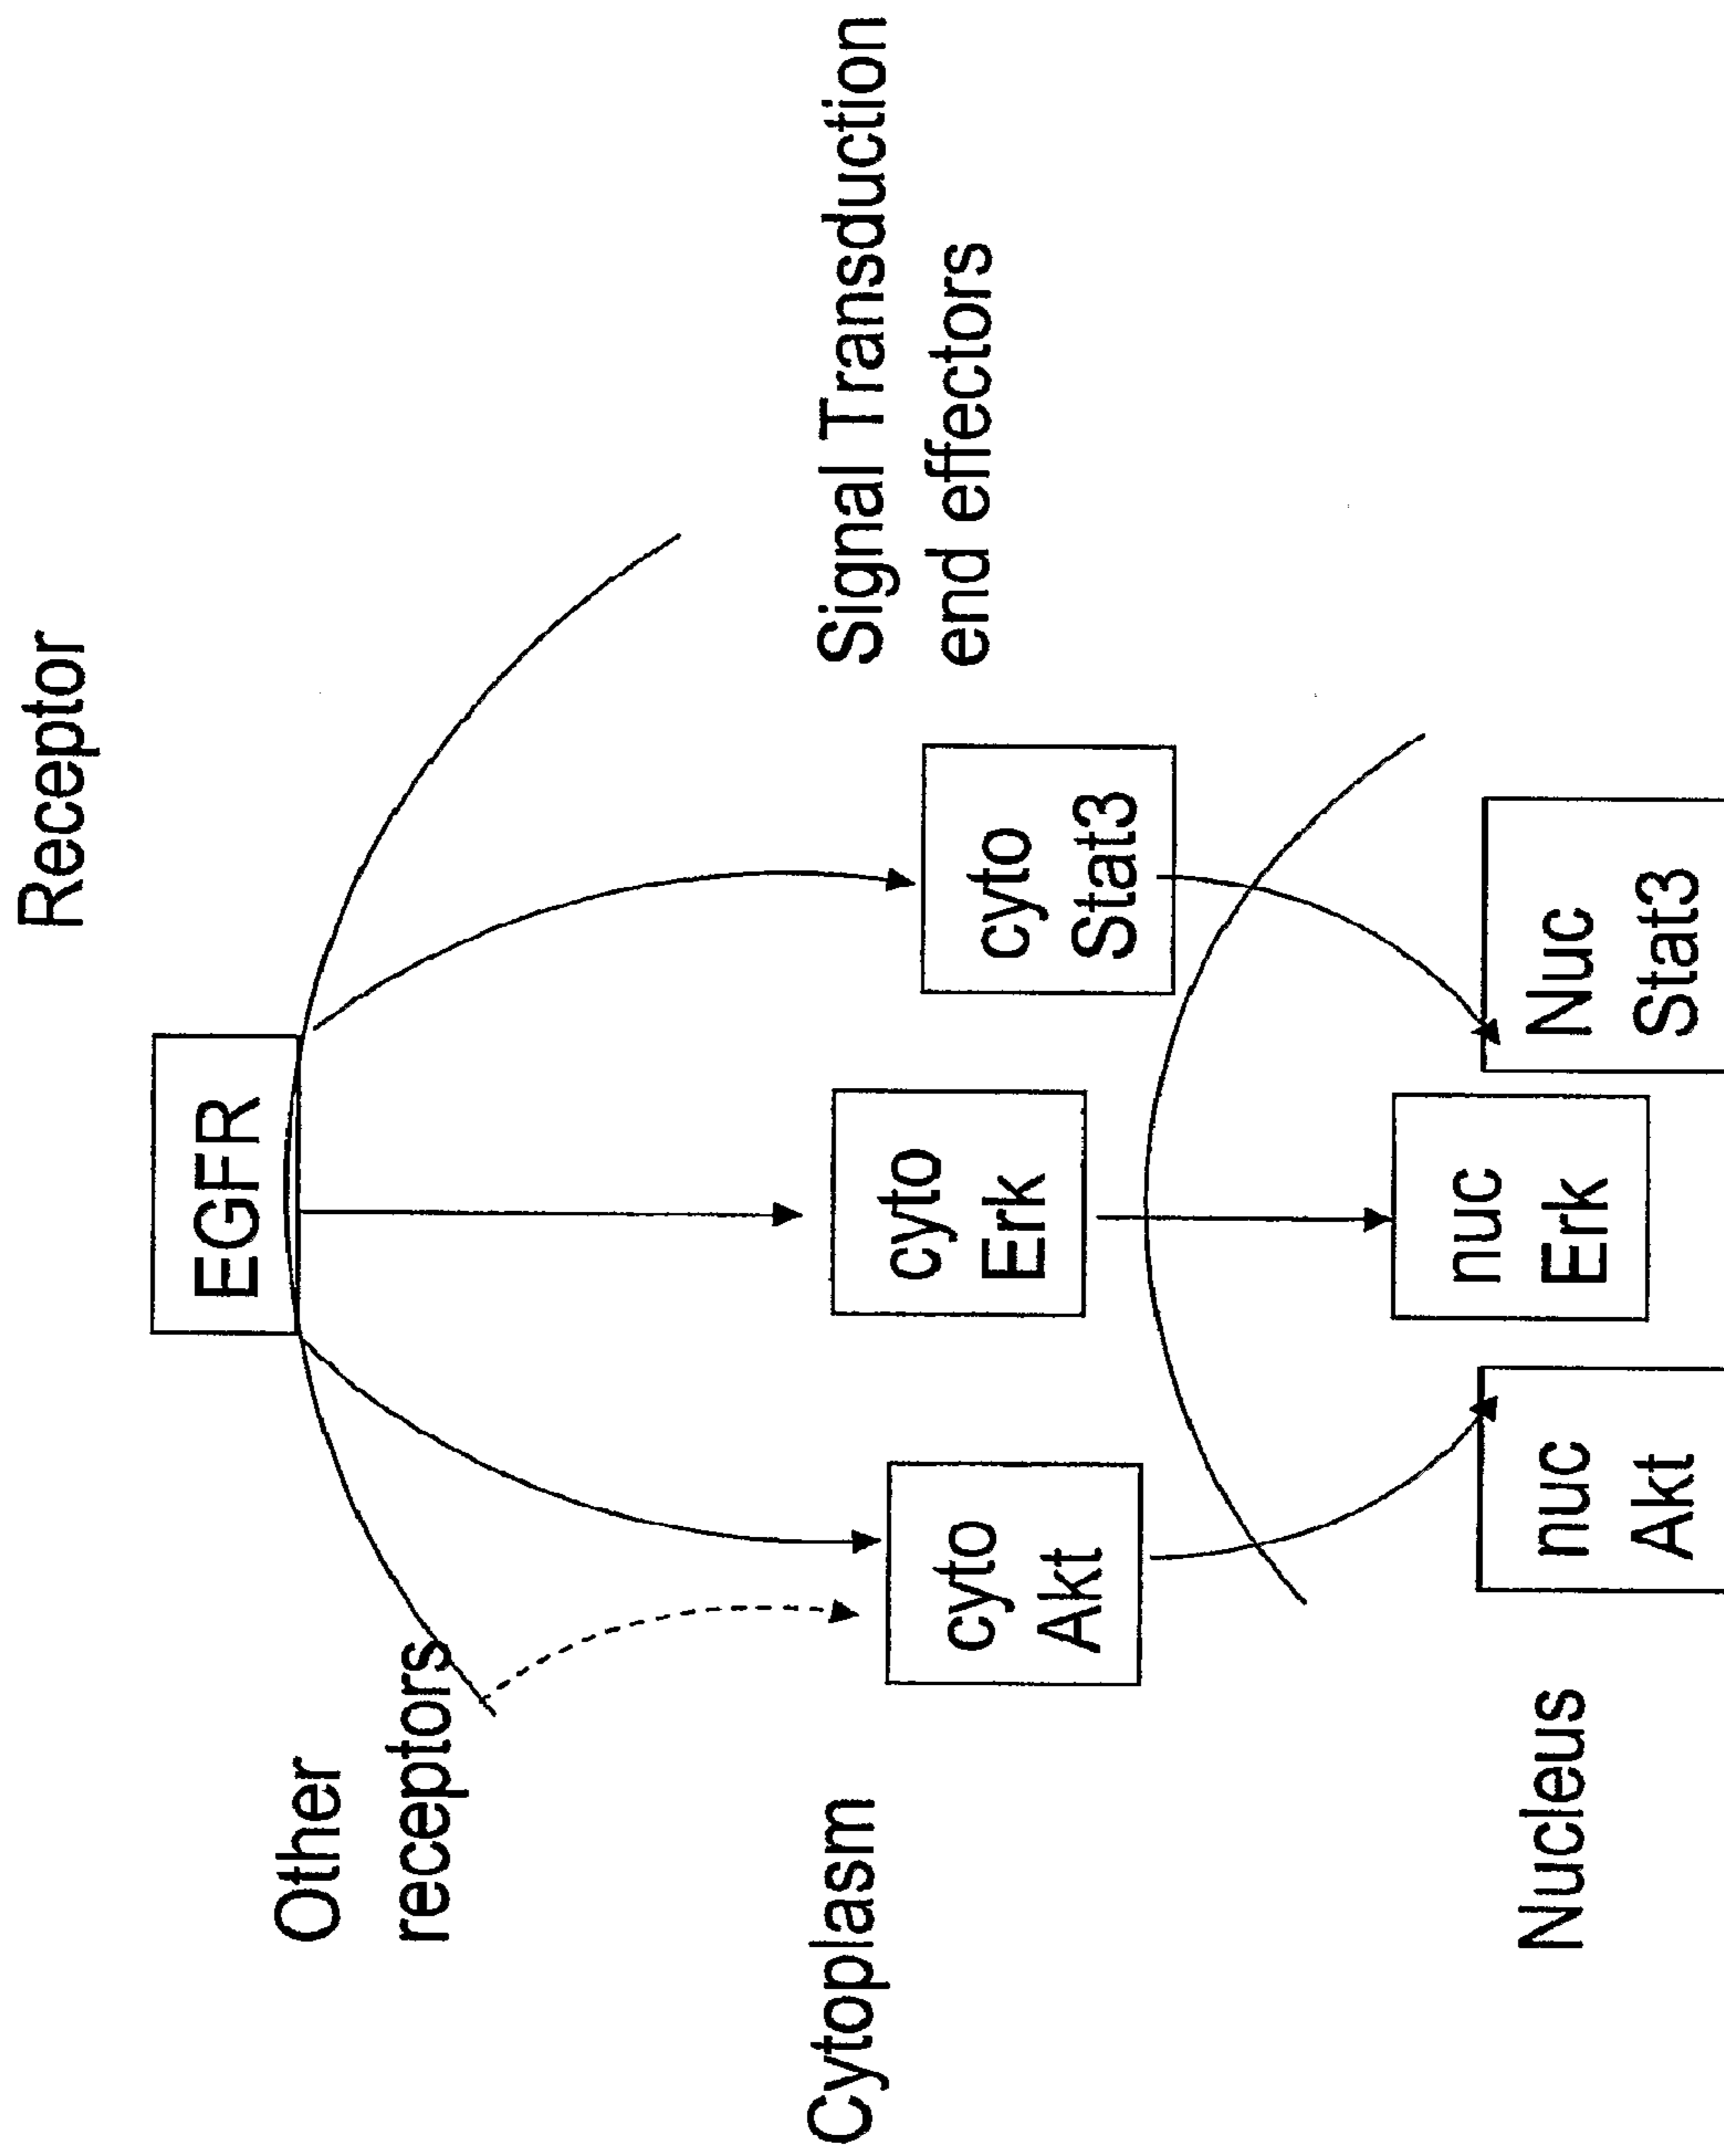 Receptor
EGFR
Other
receptors
Signal Transduction
end effectors
Cytoplasm
cyto
Akt
cyto
Erk
cyto
Stat3
Nucleus
nuc
Akt
nuc
Erk
Nuc
Stat3